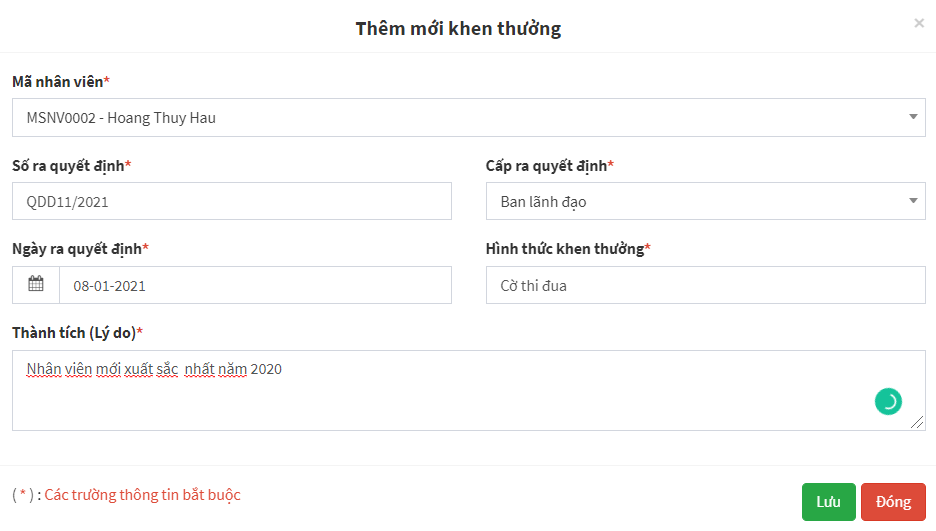 Thêm mới khen thưởng
×
Mã nhân viên*
MSNV0002 - Hoang Thuy Hau
Số ra quyết định*
Cấp ra quyết định*
QDD11/2021
Ban lãnh đạo
Ngày ra quyết định*
Hình thức khen thưởng*
08-01-2021
Cờ thi đua
Thành tích (Lý do)*
Nhân viên mới xuất sắc  nhất năm 2020
( * ) : Các trường thông tin bắt buộc
Lưu
Đóng